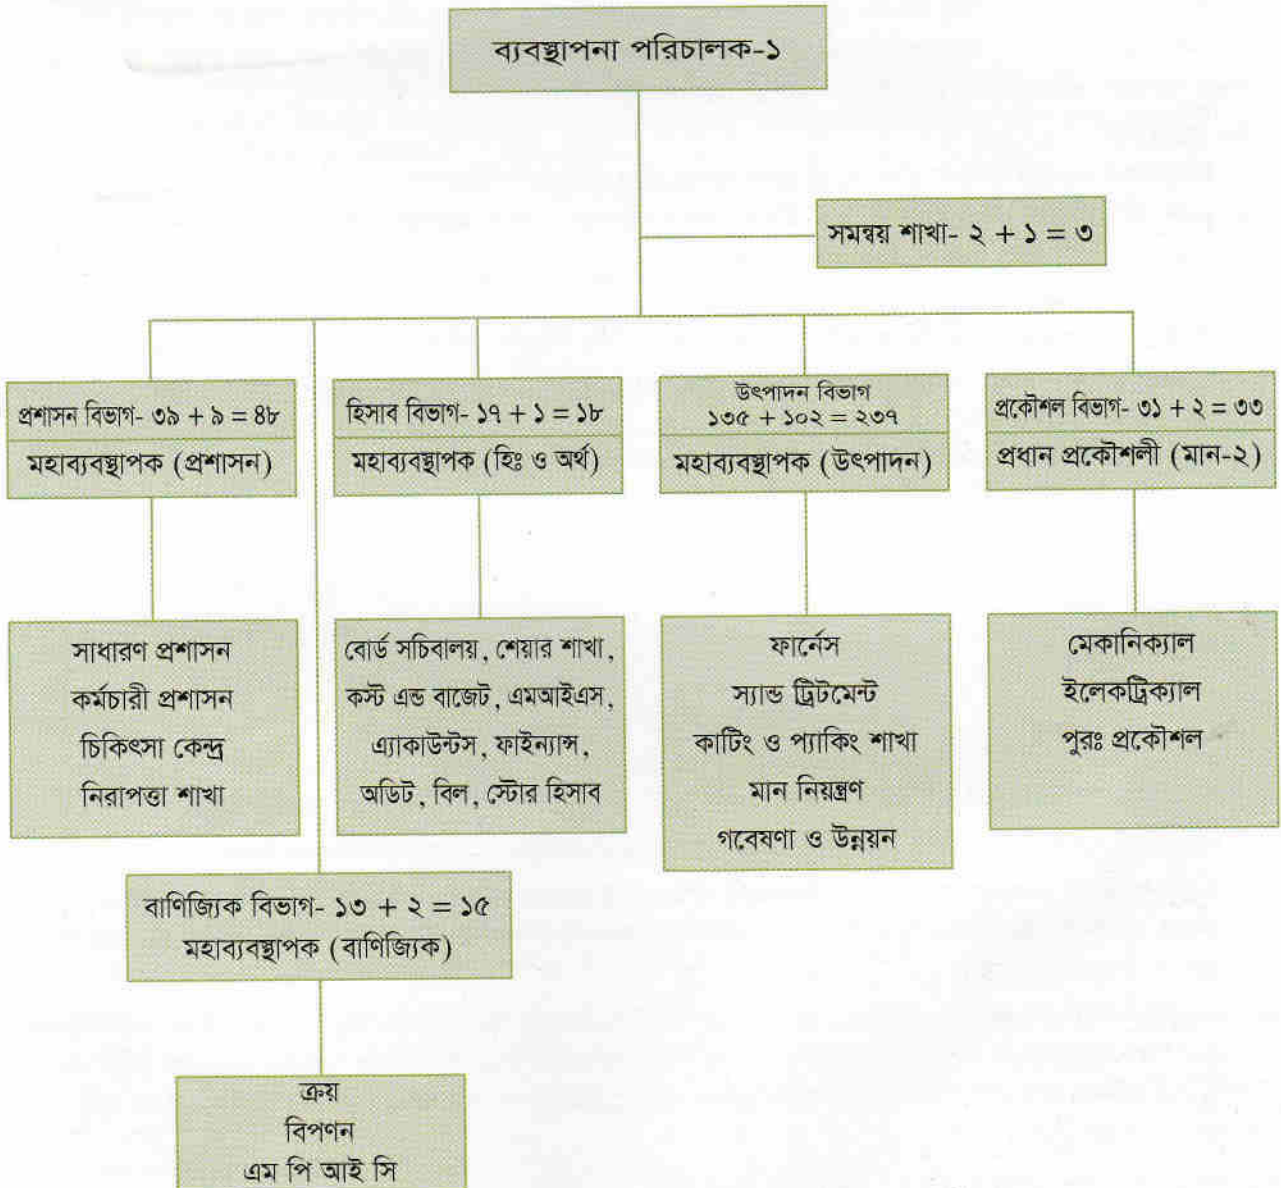 ব্যবস্থাপনা পরিচালক-১
সমন্বয় শাখা- ২ + ১ = ৩
প্রশাসন বিভাগ- ৩৯ + ৯ = ৪৮
মহাব্যবস্থাপক (প্রশাসন)
হিসাব বিভাগ- ১৭ + ১ = ১৮
মহাব্যবস্থাপক (হিঃ ও অর্থ)
উৎপাদন বিভাগ
১৩৫ + ১০২ = ২৩৭
মহাব্যবস্থাপক (উৎপাদন)
প্রকৌশল বিভাগ- ৩১ + ২ = ৩৩
প্রধান প্রকৌশলী (মান-২)
সাধারণ প্রশাসন
কর্মচারী প্রশাসন
চিকিৎসা কেন্দ্র
নিরাপত্তা শাখা
বোর্ড সচিবালয়, শেয়ার শাখা,
কস্ট এন্ড বাজেট, এমআইএস,
এ্যাকাউন্টস, ফাইন্যান্স,
অডিট, বিল, স্টোর হিসাব
ফার্নেস
স্যান্ড ট্রিটমেন্ট
কাটিং ও প্যাকিং শাখা
মান নিয়ন্ত্রণ
গবেষণা ও উন্নয়ন
মেকানিক্যাল
ইলেকট্রিক্যাল
পুরঃ প্রকৌশল
বাণিজ্যিক বিভাগ- ১৩ + ২ = ১৫
মহাব্যবস্থাপক (বাণিজ্যিক)
ক্রয়
বিপণন
এম পি আই সি